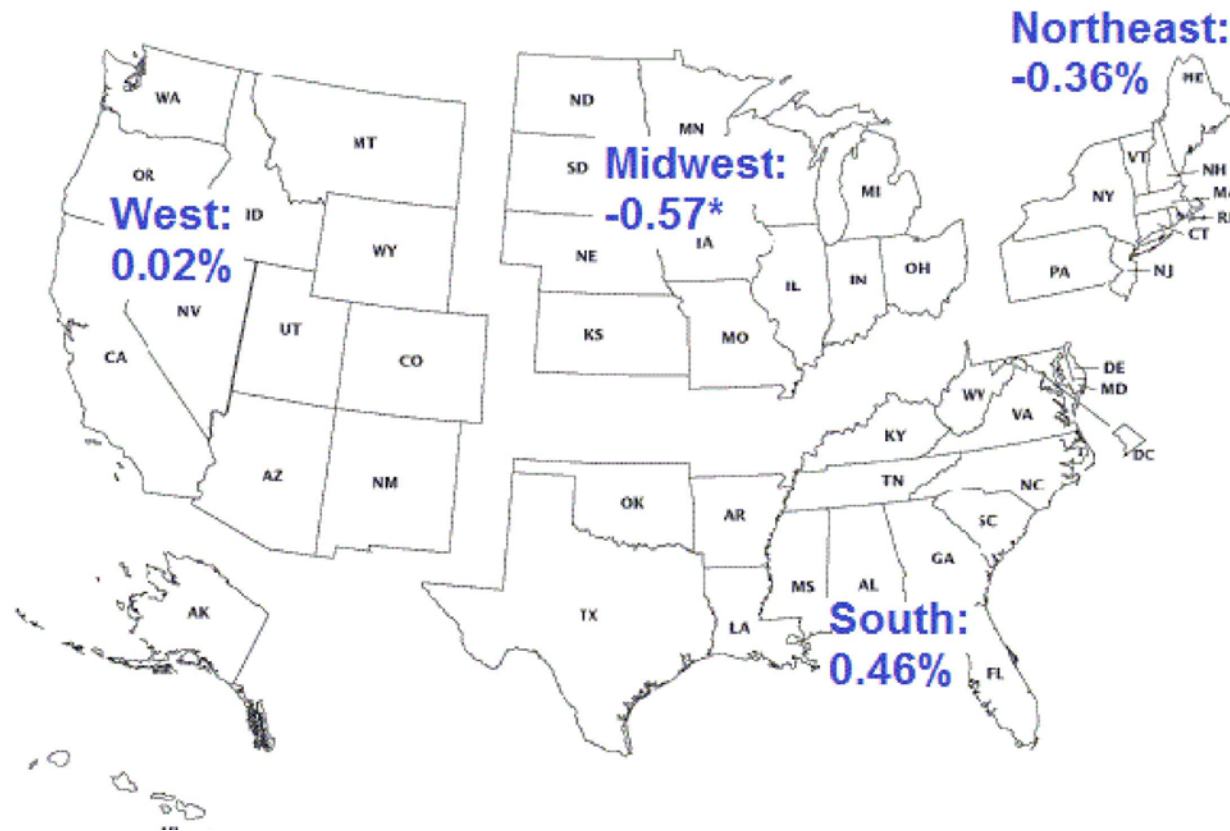 Northeast:
-0.36%
ME
WA
ND
MN
MT
VT
OR
SD
Midwest:
-0.57*
MI
NH
NY
West:
0.02%
ID
RI
CT
WY
NE
IA
OH
PA
NJ
IL
IN
NV
UT
KS
MO
CO
CA
DE
MD
WV
VA
KY
DC
AZ
NM
TN
NC
OK
AR
SC
GA
AK
TX
MS
AL
LA
South:
0.46%
FL